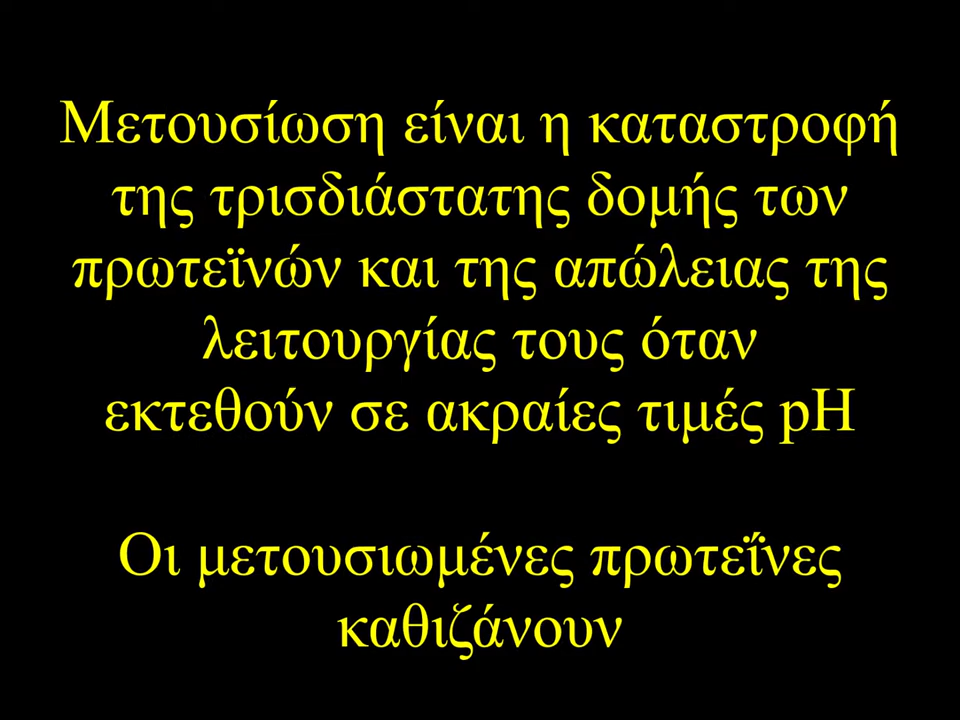 Μετουσίωση είναι η καταστροφή
της τρισδιάστατης δομής των
πρωτεϊνών και της απώλειας της
λειτουργίας τους όταν
εκτεθούν σε ακραίες τιμές pH
Οι μετουσιωμένες πρωτεΐνες
καθιζάνουν